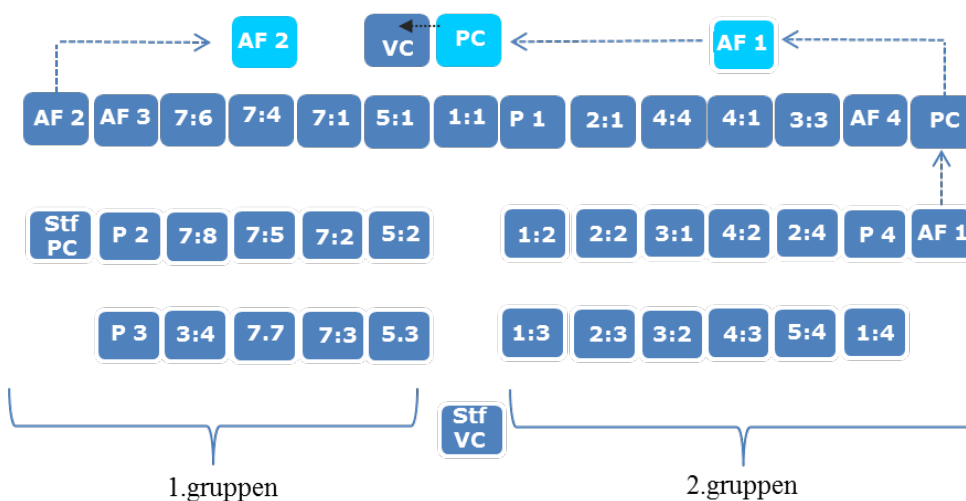 AF 2 VC PC AF 1
AF 2 AF 3 7:6 7:4 7:1 5:1 1:1 P 1 2:1 4:4 4:1 3:3 AF 4 PC
Stf PC P 2 7:8 7:5 7:2 5:2 1:2 2:2 3:1 4:2 2:4 P 4 AF 1
P 3 3:4 7.7 7:3 5.3 1:3 2:3 3:2 4:3 5:4 1:4
Stf VC
1.gruppen 2.gruppen